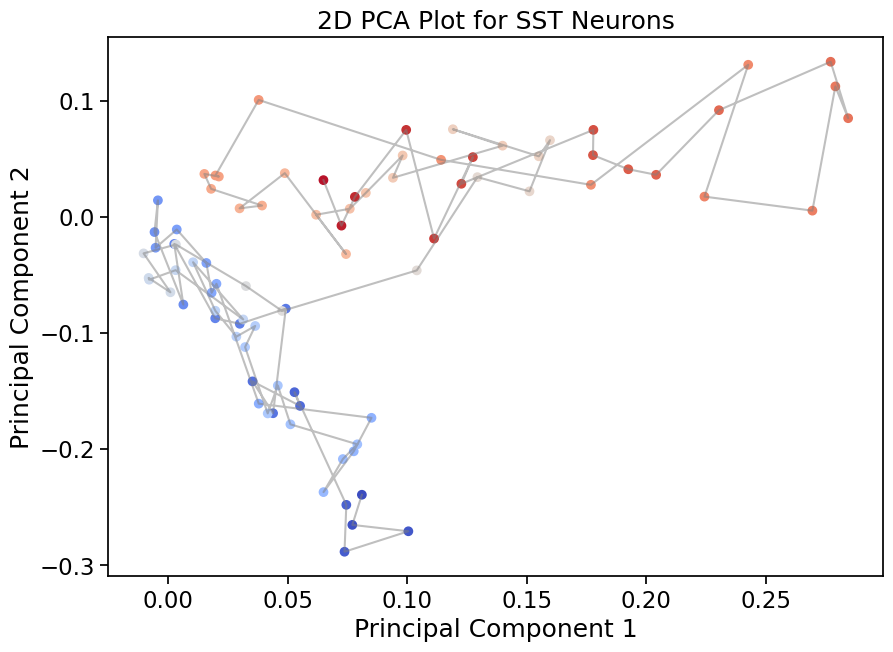 2D PCA Plot for SST Neurons
0.1
0.0
−0.1
−0.2
−0.3
Principal Component 2
0.00 0.05 0.10 0.15 0.20 0.25
Principal Component 1